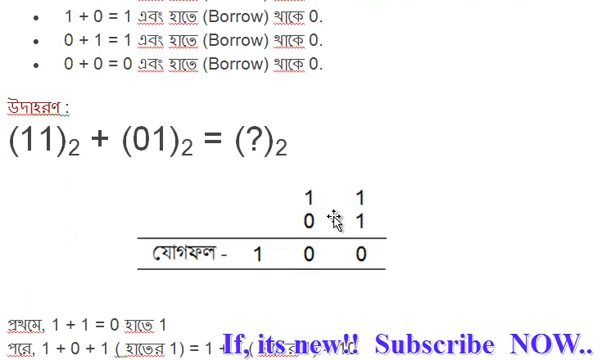 1 + 0 = 1 এবং হাতে (Borrow) থাকে 0.
0 + 1 = 1 এবং হাতে (Borrow) থাকে 0.
0 + 0 = 0 এবং হাতে (Borrow) থাকে 0.
উদাহরণ :
(11)₂ + (01)₂ = (?)₂
1 1
0 1
যোগফল - 1 0 0
প্রথমে, 1 + 1 = 0 হাতে 1
পরে, 1 + 0 + 1 ( হাতের 1) = 1 +
If, its new!! Subscribe NOW..